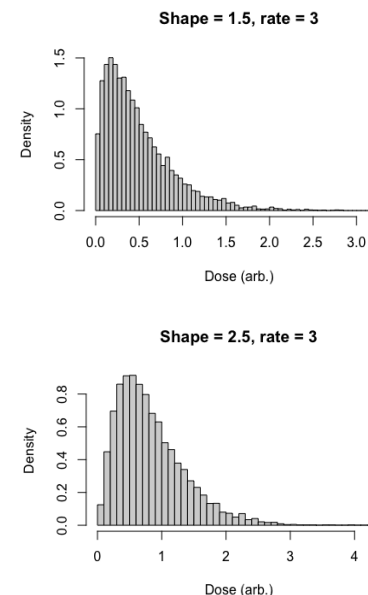 Shape = 1.5, rate = 3
1.5
1.0
0.5
0.0
Density
0.0 0.5 1.0 1.5 2.0 2.5 3.0
Dose (arb.)
Shape = 2.5, rate = 3
0.8
0.6
0.4
0.2
0.0
Density
0 1 2 3 4
Dose (arb.)